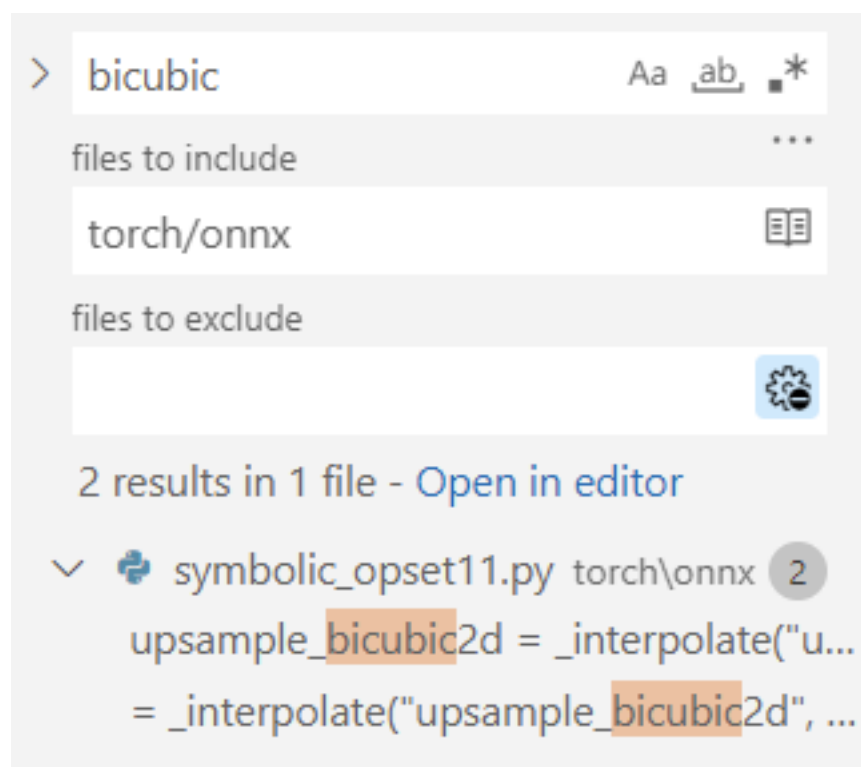 bicubic Aa ab .*
files to include ...
torch/onnx
files to exclude
2 results in 1 file - Open in editor
symbolic_opset11.py torch\onnx 2
upsample_bicubic2d = _interpolate("u...
= _interpolate("upsample_bicubic2d", ...